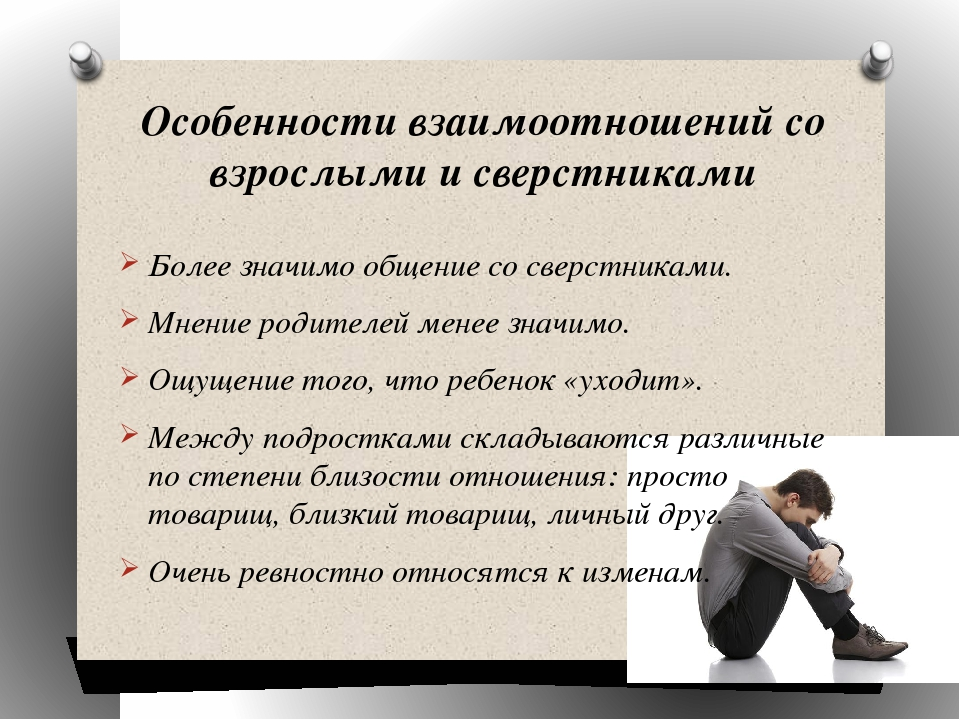 Особенности взаимоотношений со
взрослыми и сверстниками
Более значимо общение со сверстниками.
Мнение родителей менее значимо.
Ощущение того, что ребенок «уходит».
Между подростками складываются различные
по степени близости отношения: просто
товарищ, близкий товарищ, личный друг.
Очень ревностно относятся к изменам.